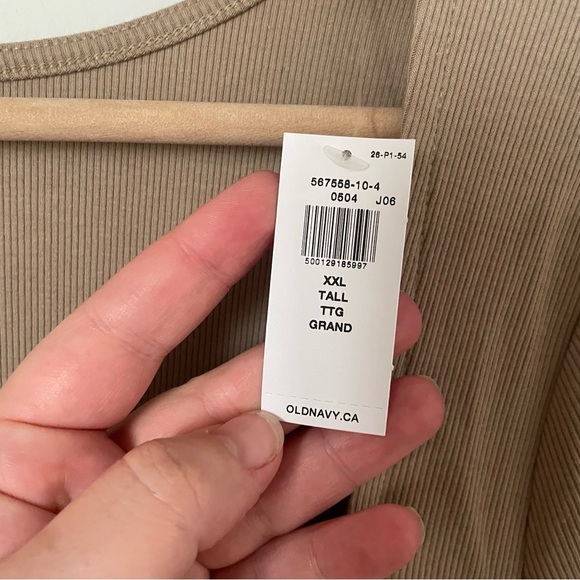 26-P1-54
567558-10-4
0504 J06
500129185997
XXL
TALL
TTG
GRAND
OLDNAVY.CA